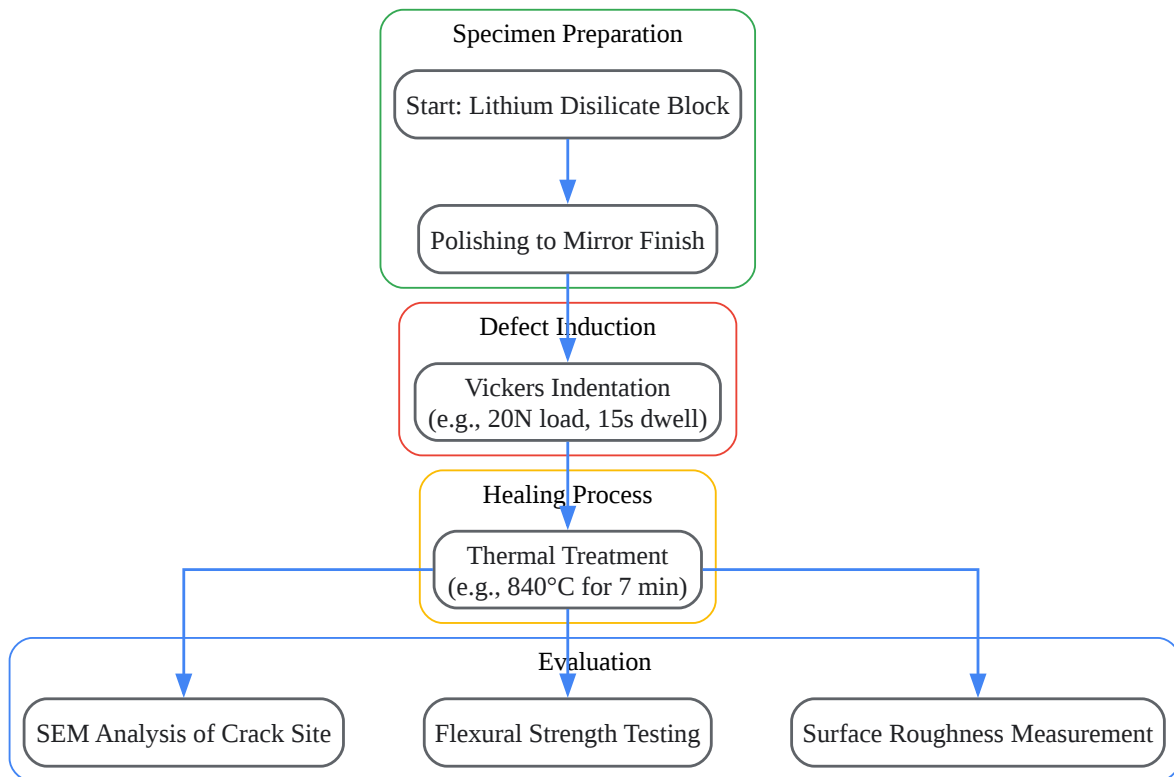 Specimen Preparation
Start: Lithium Disilicate Block
Polishing to Mirror Finish
Defect Induction
Vickers Indentation
(e.g., 20N load, 15s dwell)
Healing Process
Thermal Treatment
(e.g., 840°C for 7 min)
Evaluation
SEM Analysis of Crack Site
Flexural Strength Testing
Surface Roughness Measurement